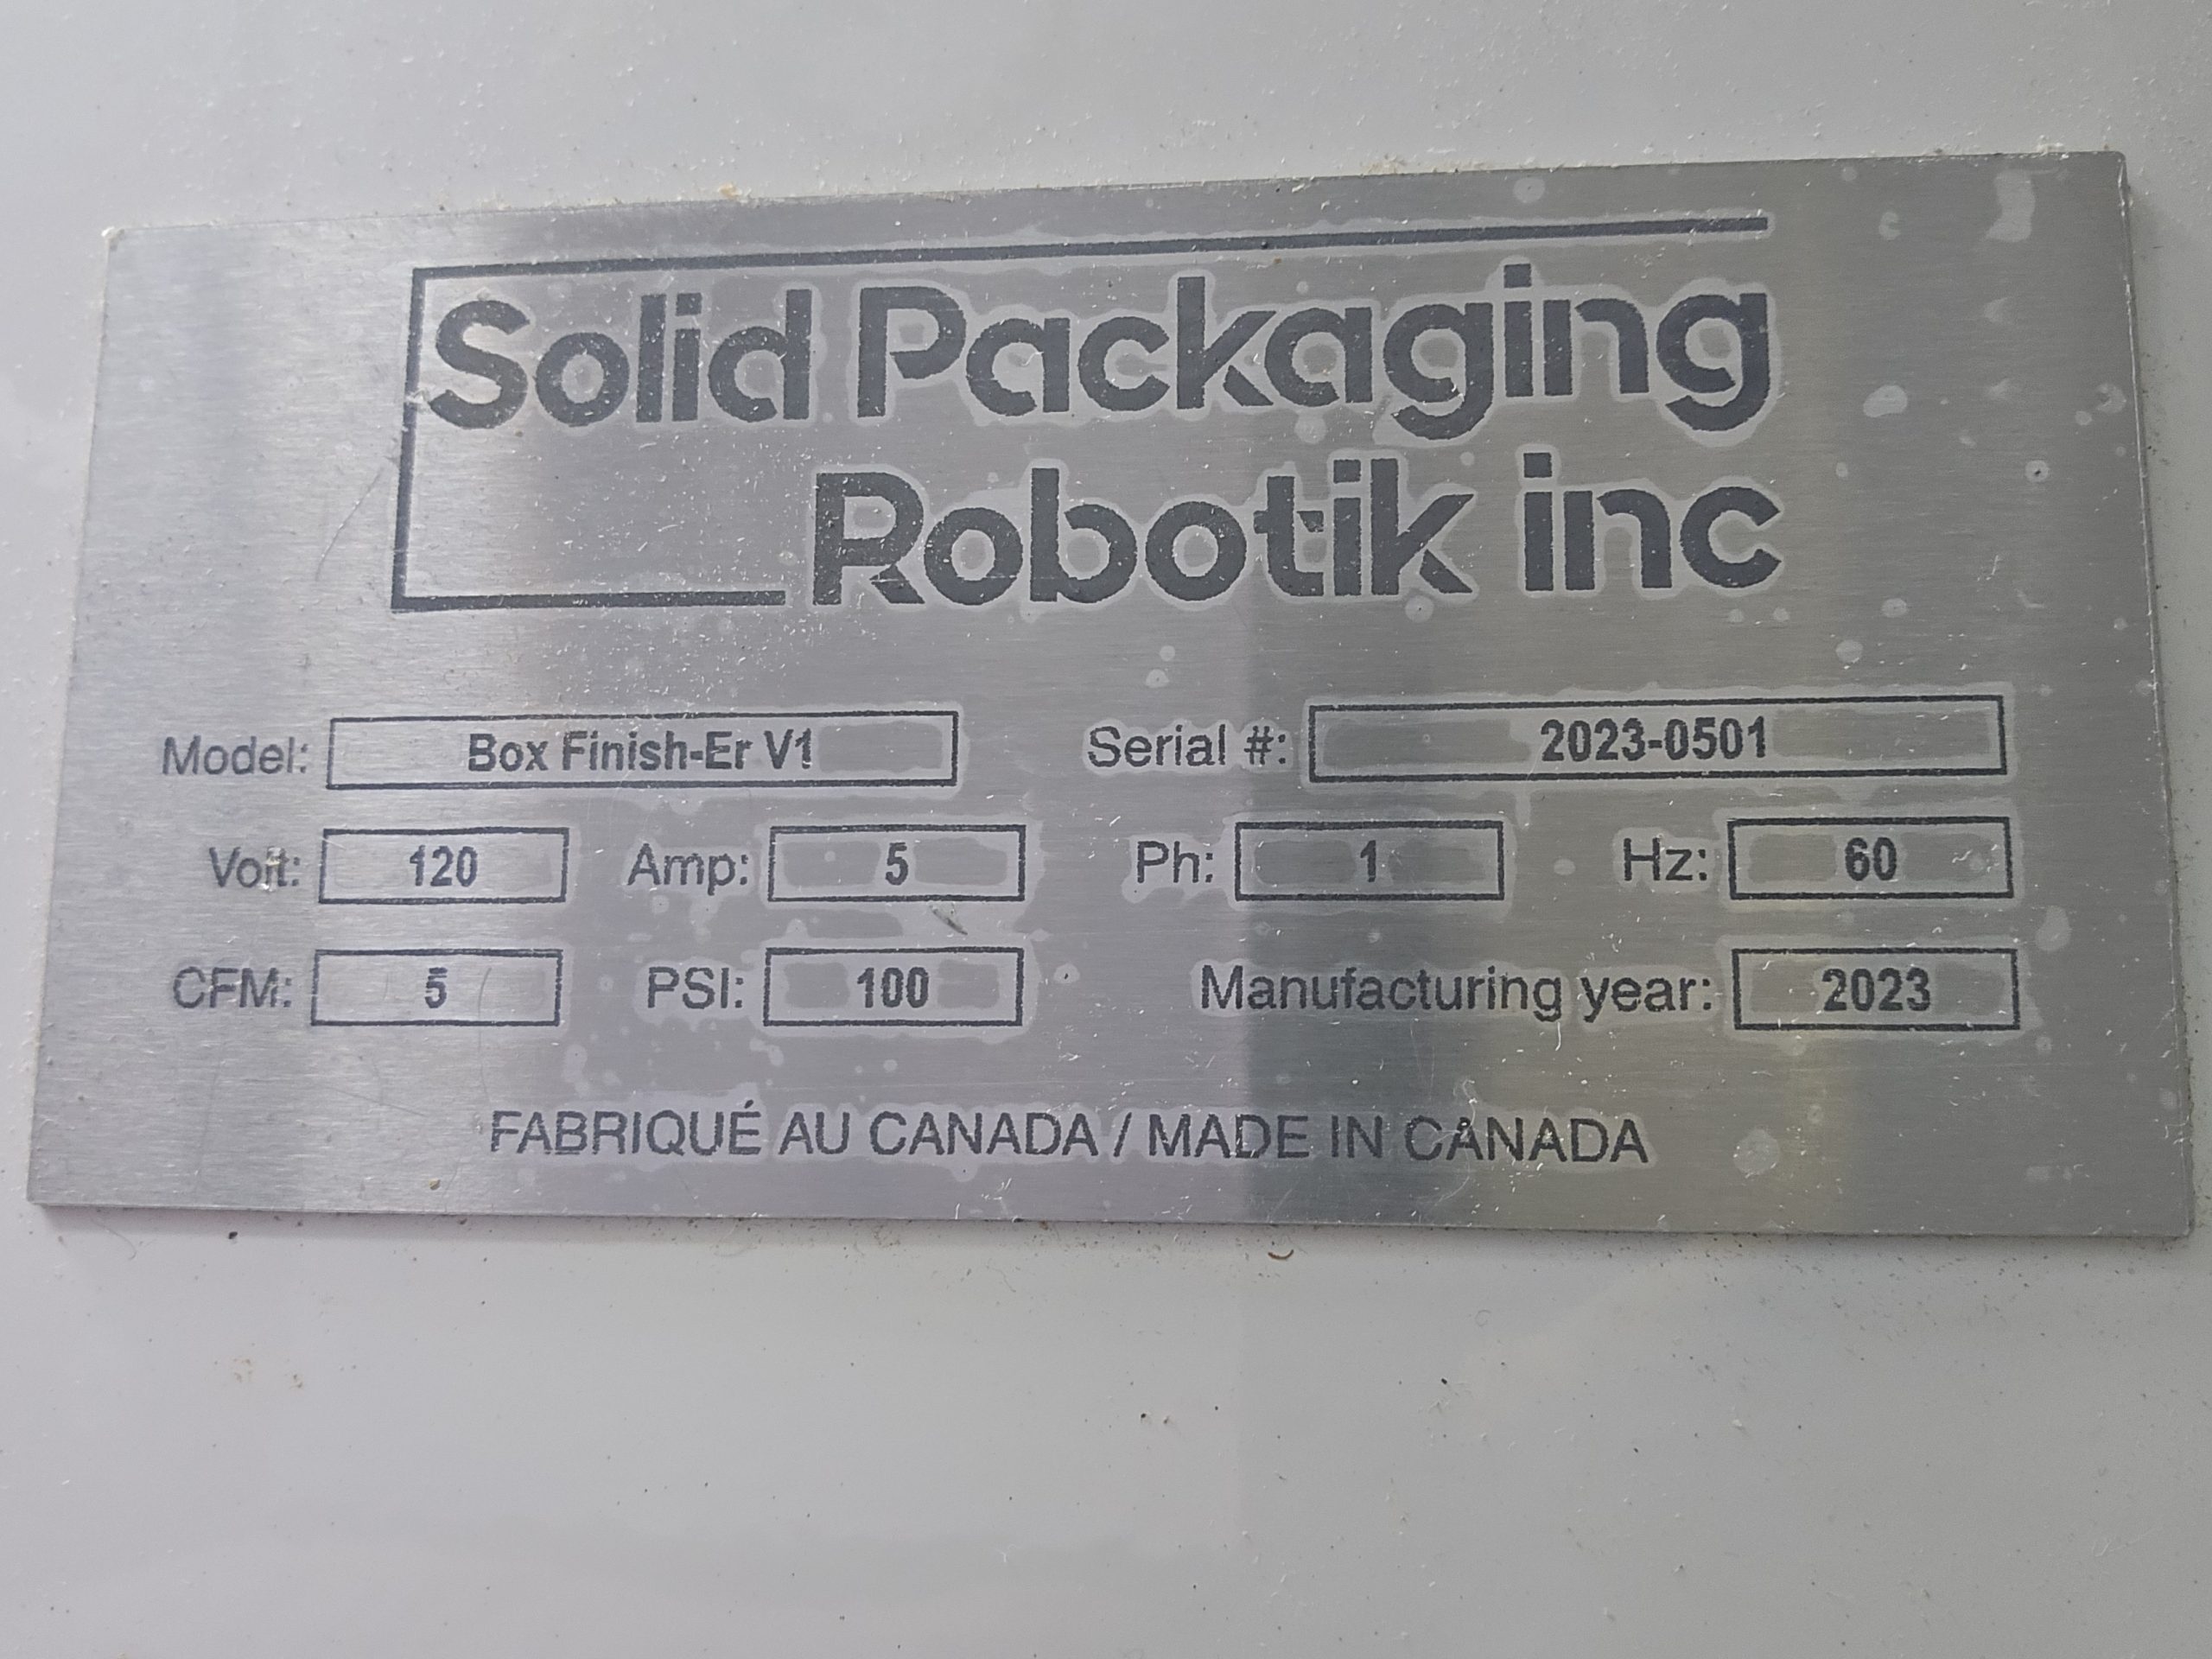 Solid Packaging
Robotik inc
Model: Box Finish-Er V1 Serial #: 2023-0501
Volt: 120 Amp: 5 Ph: 1 Hz: 60
CFM: 5 PSI: 100 Manufacturing year: 2023
FABRIQUÉ AU CANADA / MADE IN CANADA